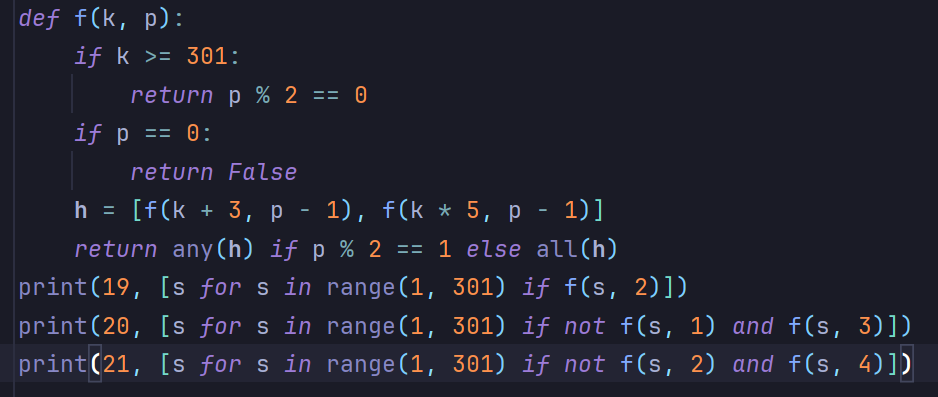 def f(k, p):
    if k >= 301:
        return p % 2 == 0
    if p == 0:
        return False
    h = [f(k + 3, p - 1), f(k * 5, p - 1)]
    return any(h) if p % 2 == 1 else all(h)
print(19, [s for s in range(1, 301) if f(s, 2)])
print(20, [s for s in range(1, 301) if not f(s, 1) and f(s, 3)])
print(21, [s for s in range(1, 301) if not f(s, 2) and f(s, 4)])